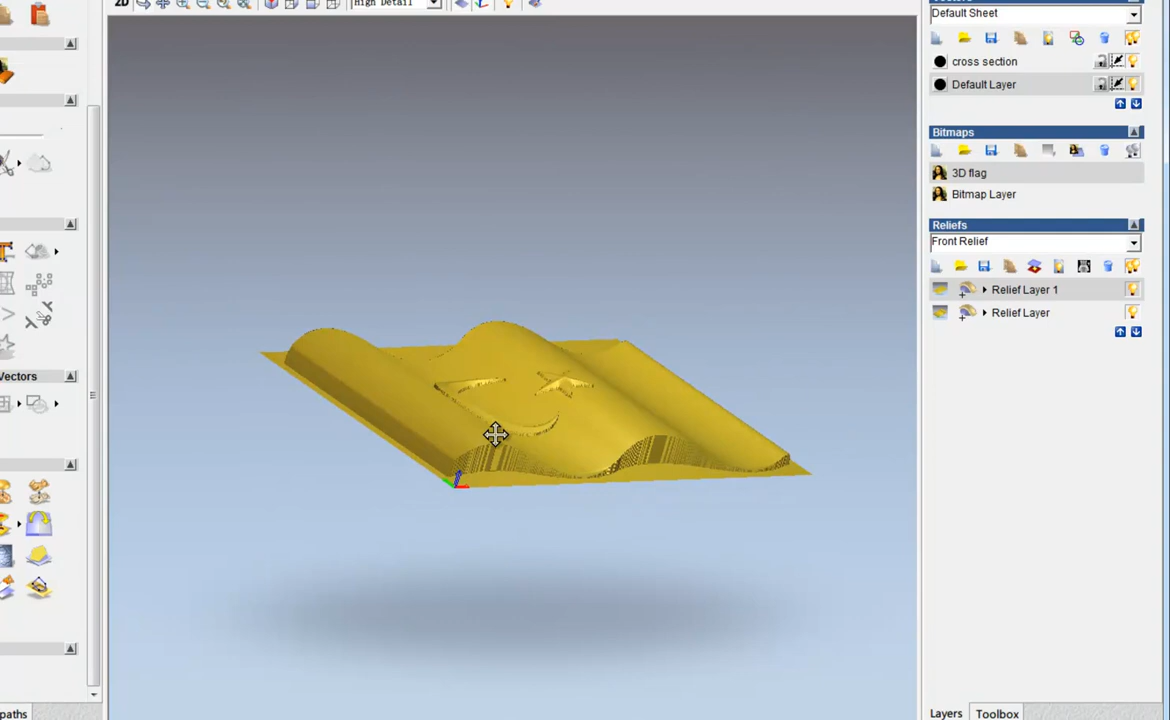 2D
High Detail
Default Sheet
cross section
Default Layer
Bitmaps
3D flag
Bitmap Layer
Reliefs
Front Relief
Relief Layer 1
Relief Layer
Vectors
paths
Layers
Toolbox